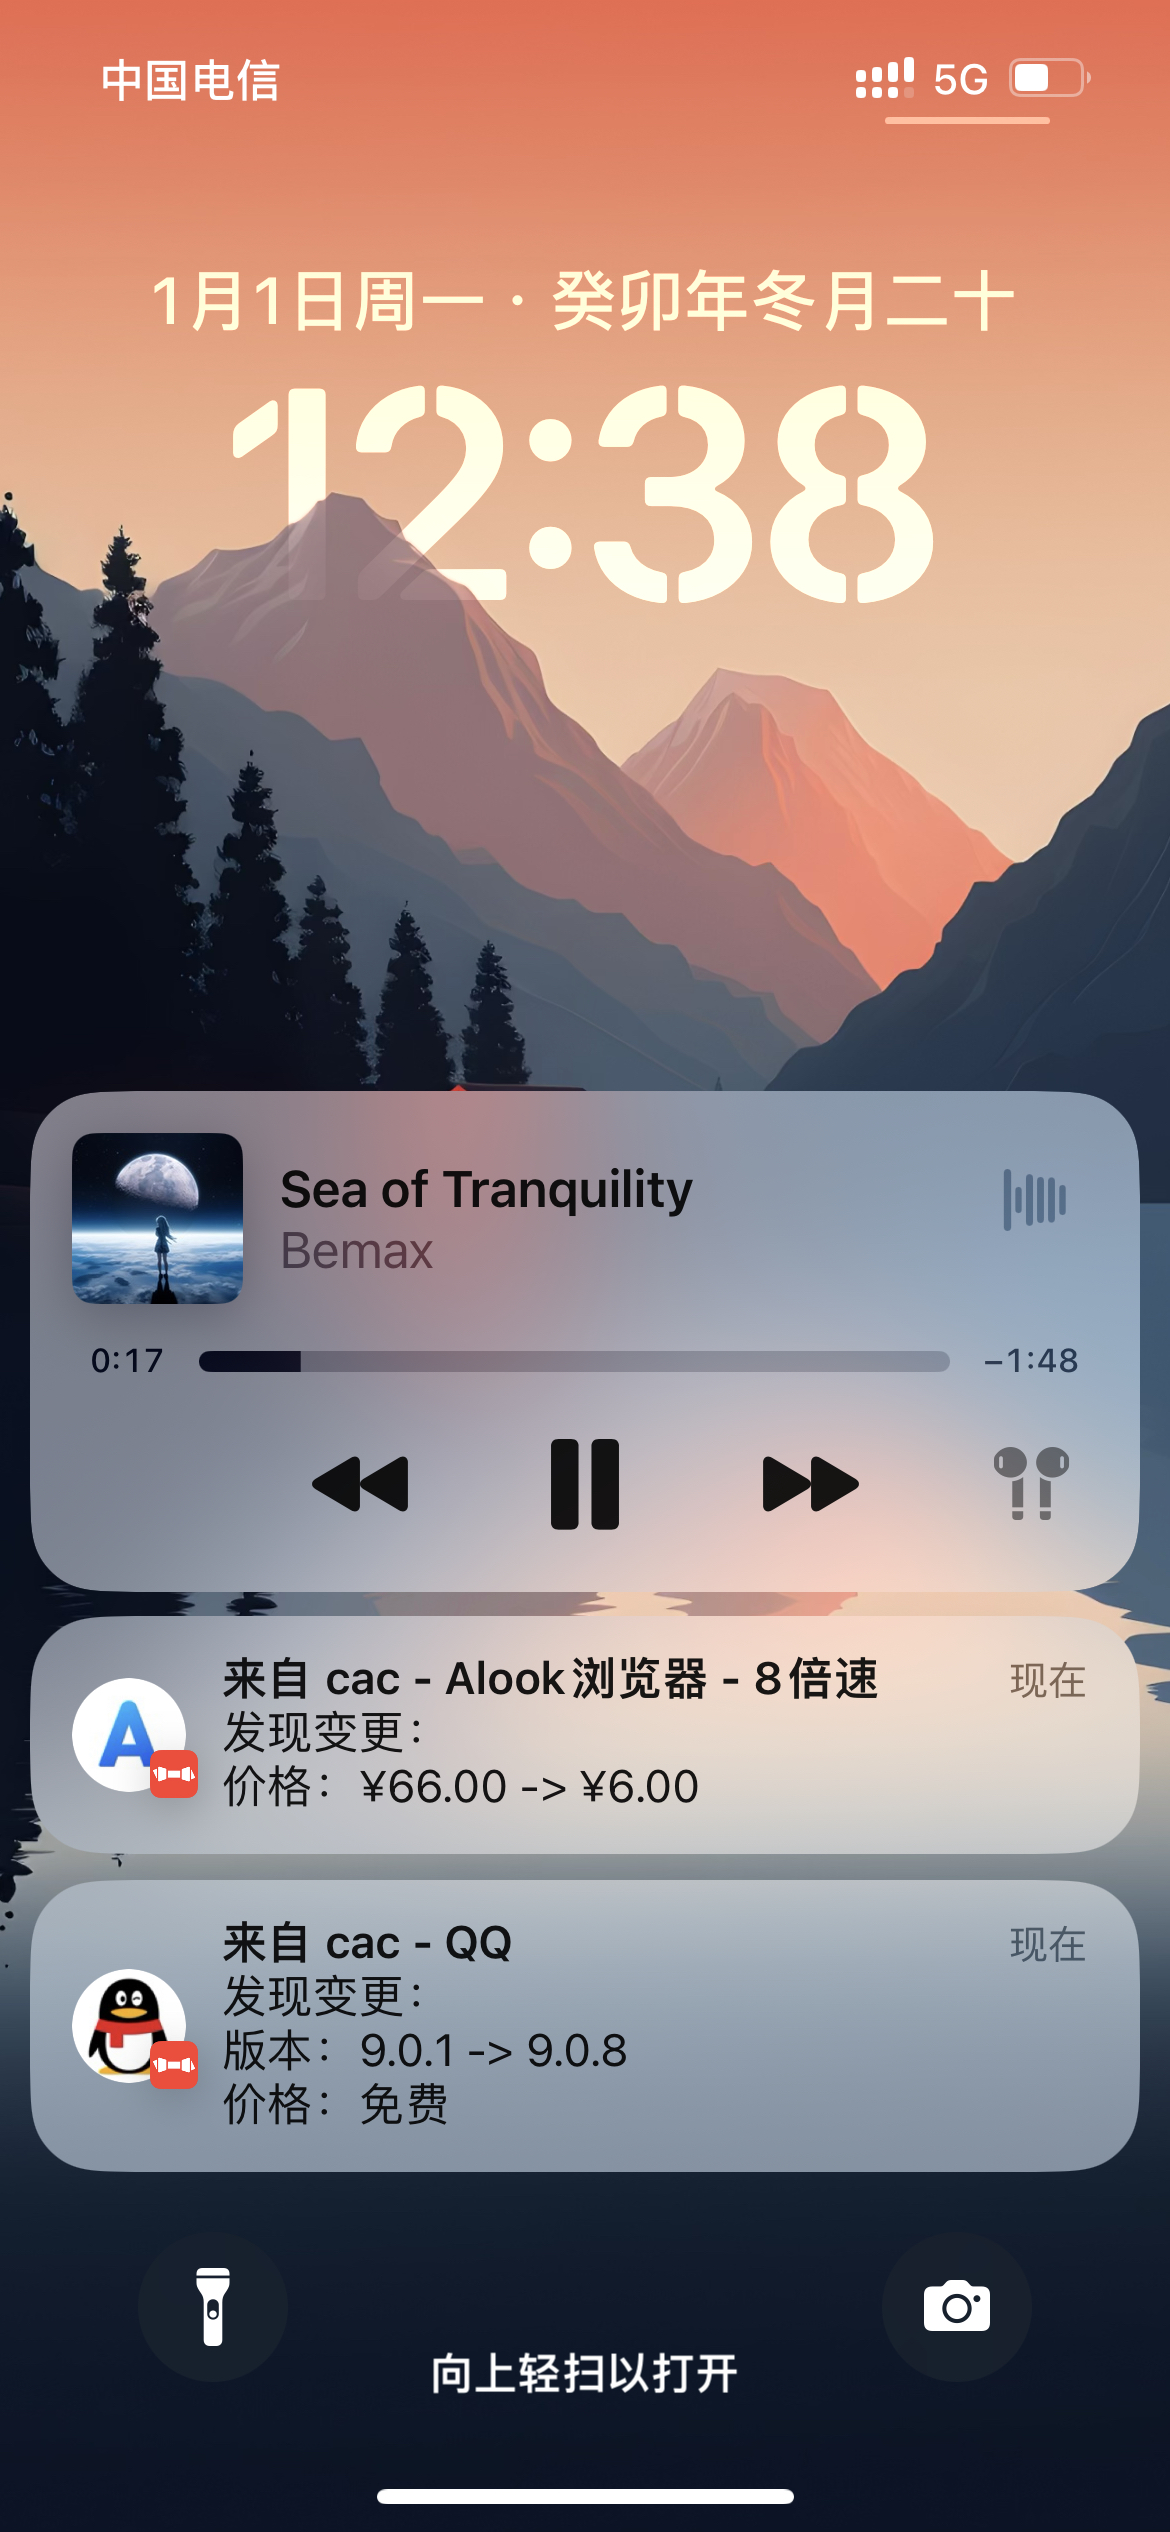 中国电信
5G
1月1日周一 · 癸卯年冬月二十
12:38
Sea of Tranquility
Bemax
0:17
−1:48
来自 cac - Alook浏览器 - 8倍速
现在
发现变更：
价格：¥66.00 -> ¥6.00
来自 cac - QQ
现在
发现变更：
版本：9.0.1 -> 9.0.8
价格：免费
向上轻扫以打开